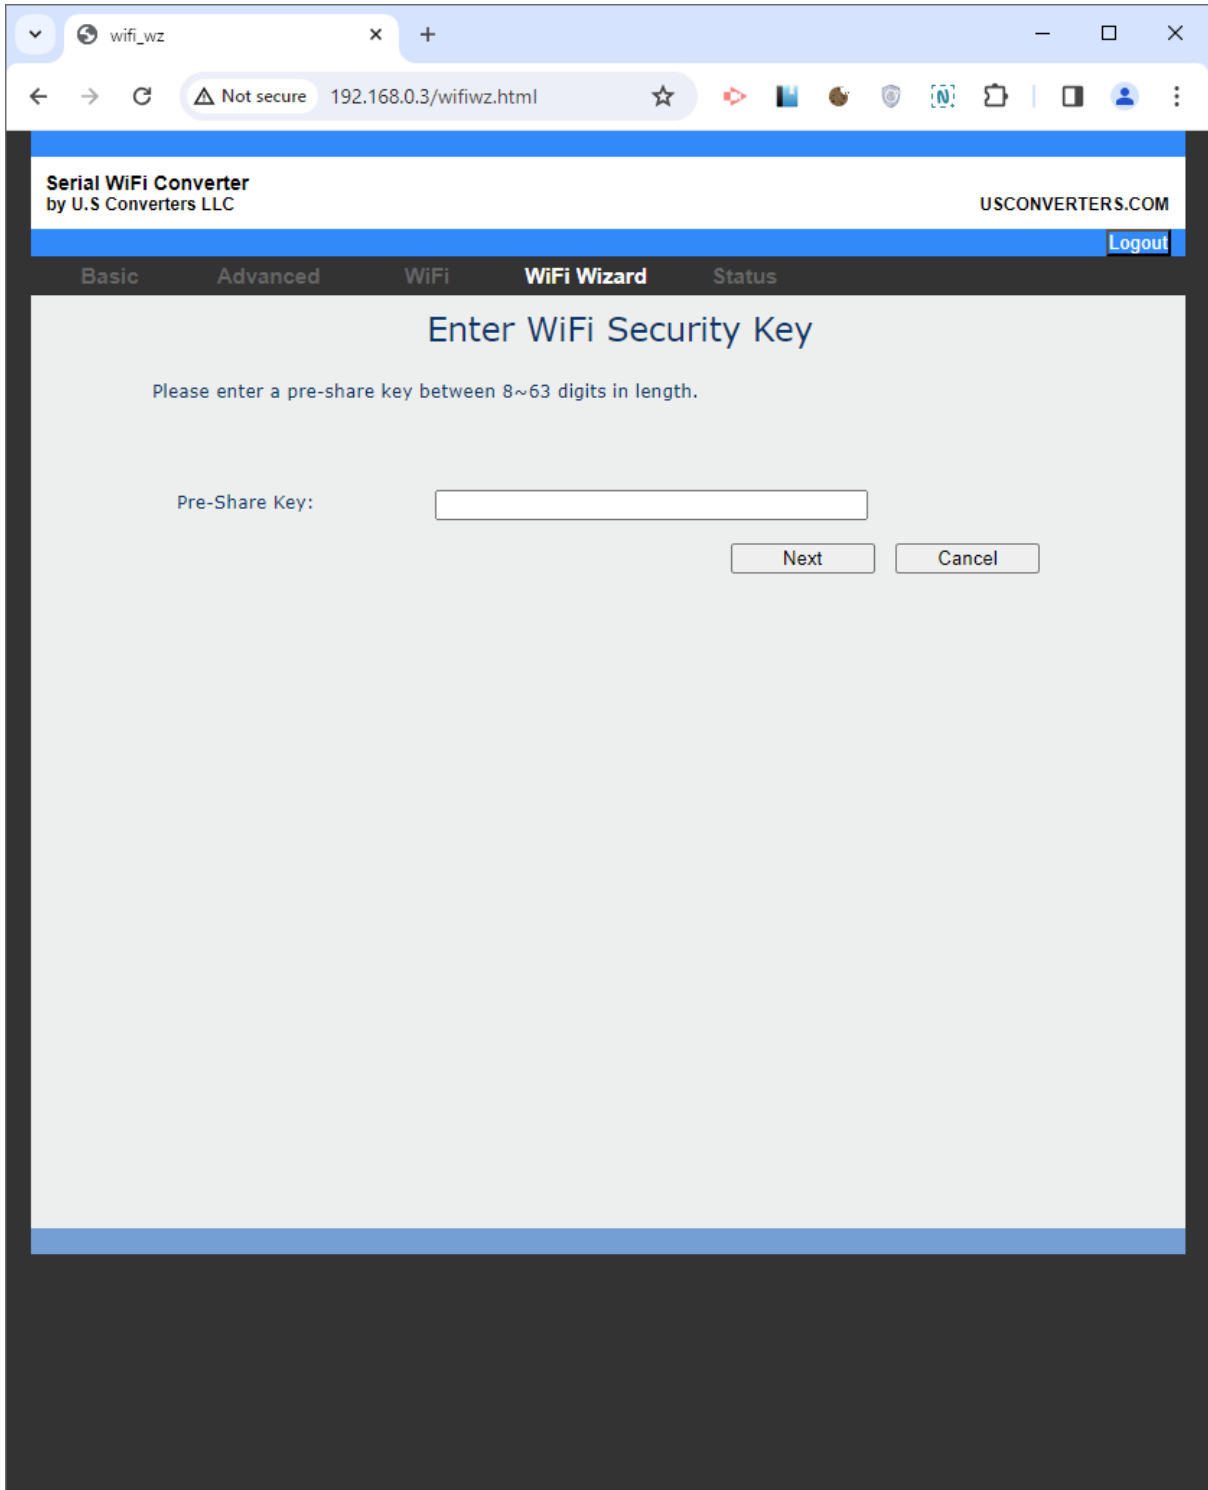 wifi_wz
Not secure 192.168.0.3/wifiwz.html
Serial WiFi Converter
by U.S Converters LLC
USCONVERTERS.COM
Logout
Basic Advanced WiFi WiFi Wizard Status
Enter WiFi Security Key
Please enter a pre-share key between 8~63 digits in length.
Pre-Share Key:
Next Cancel